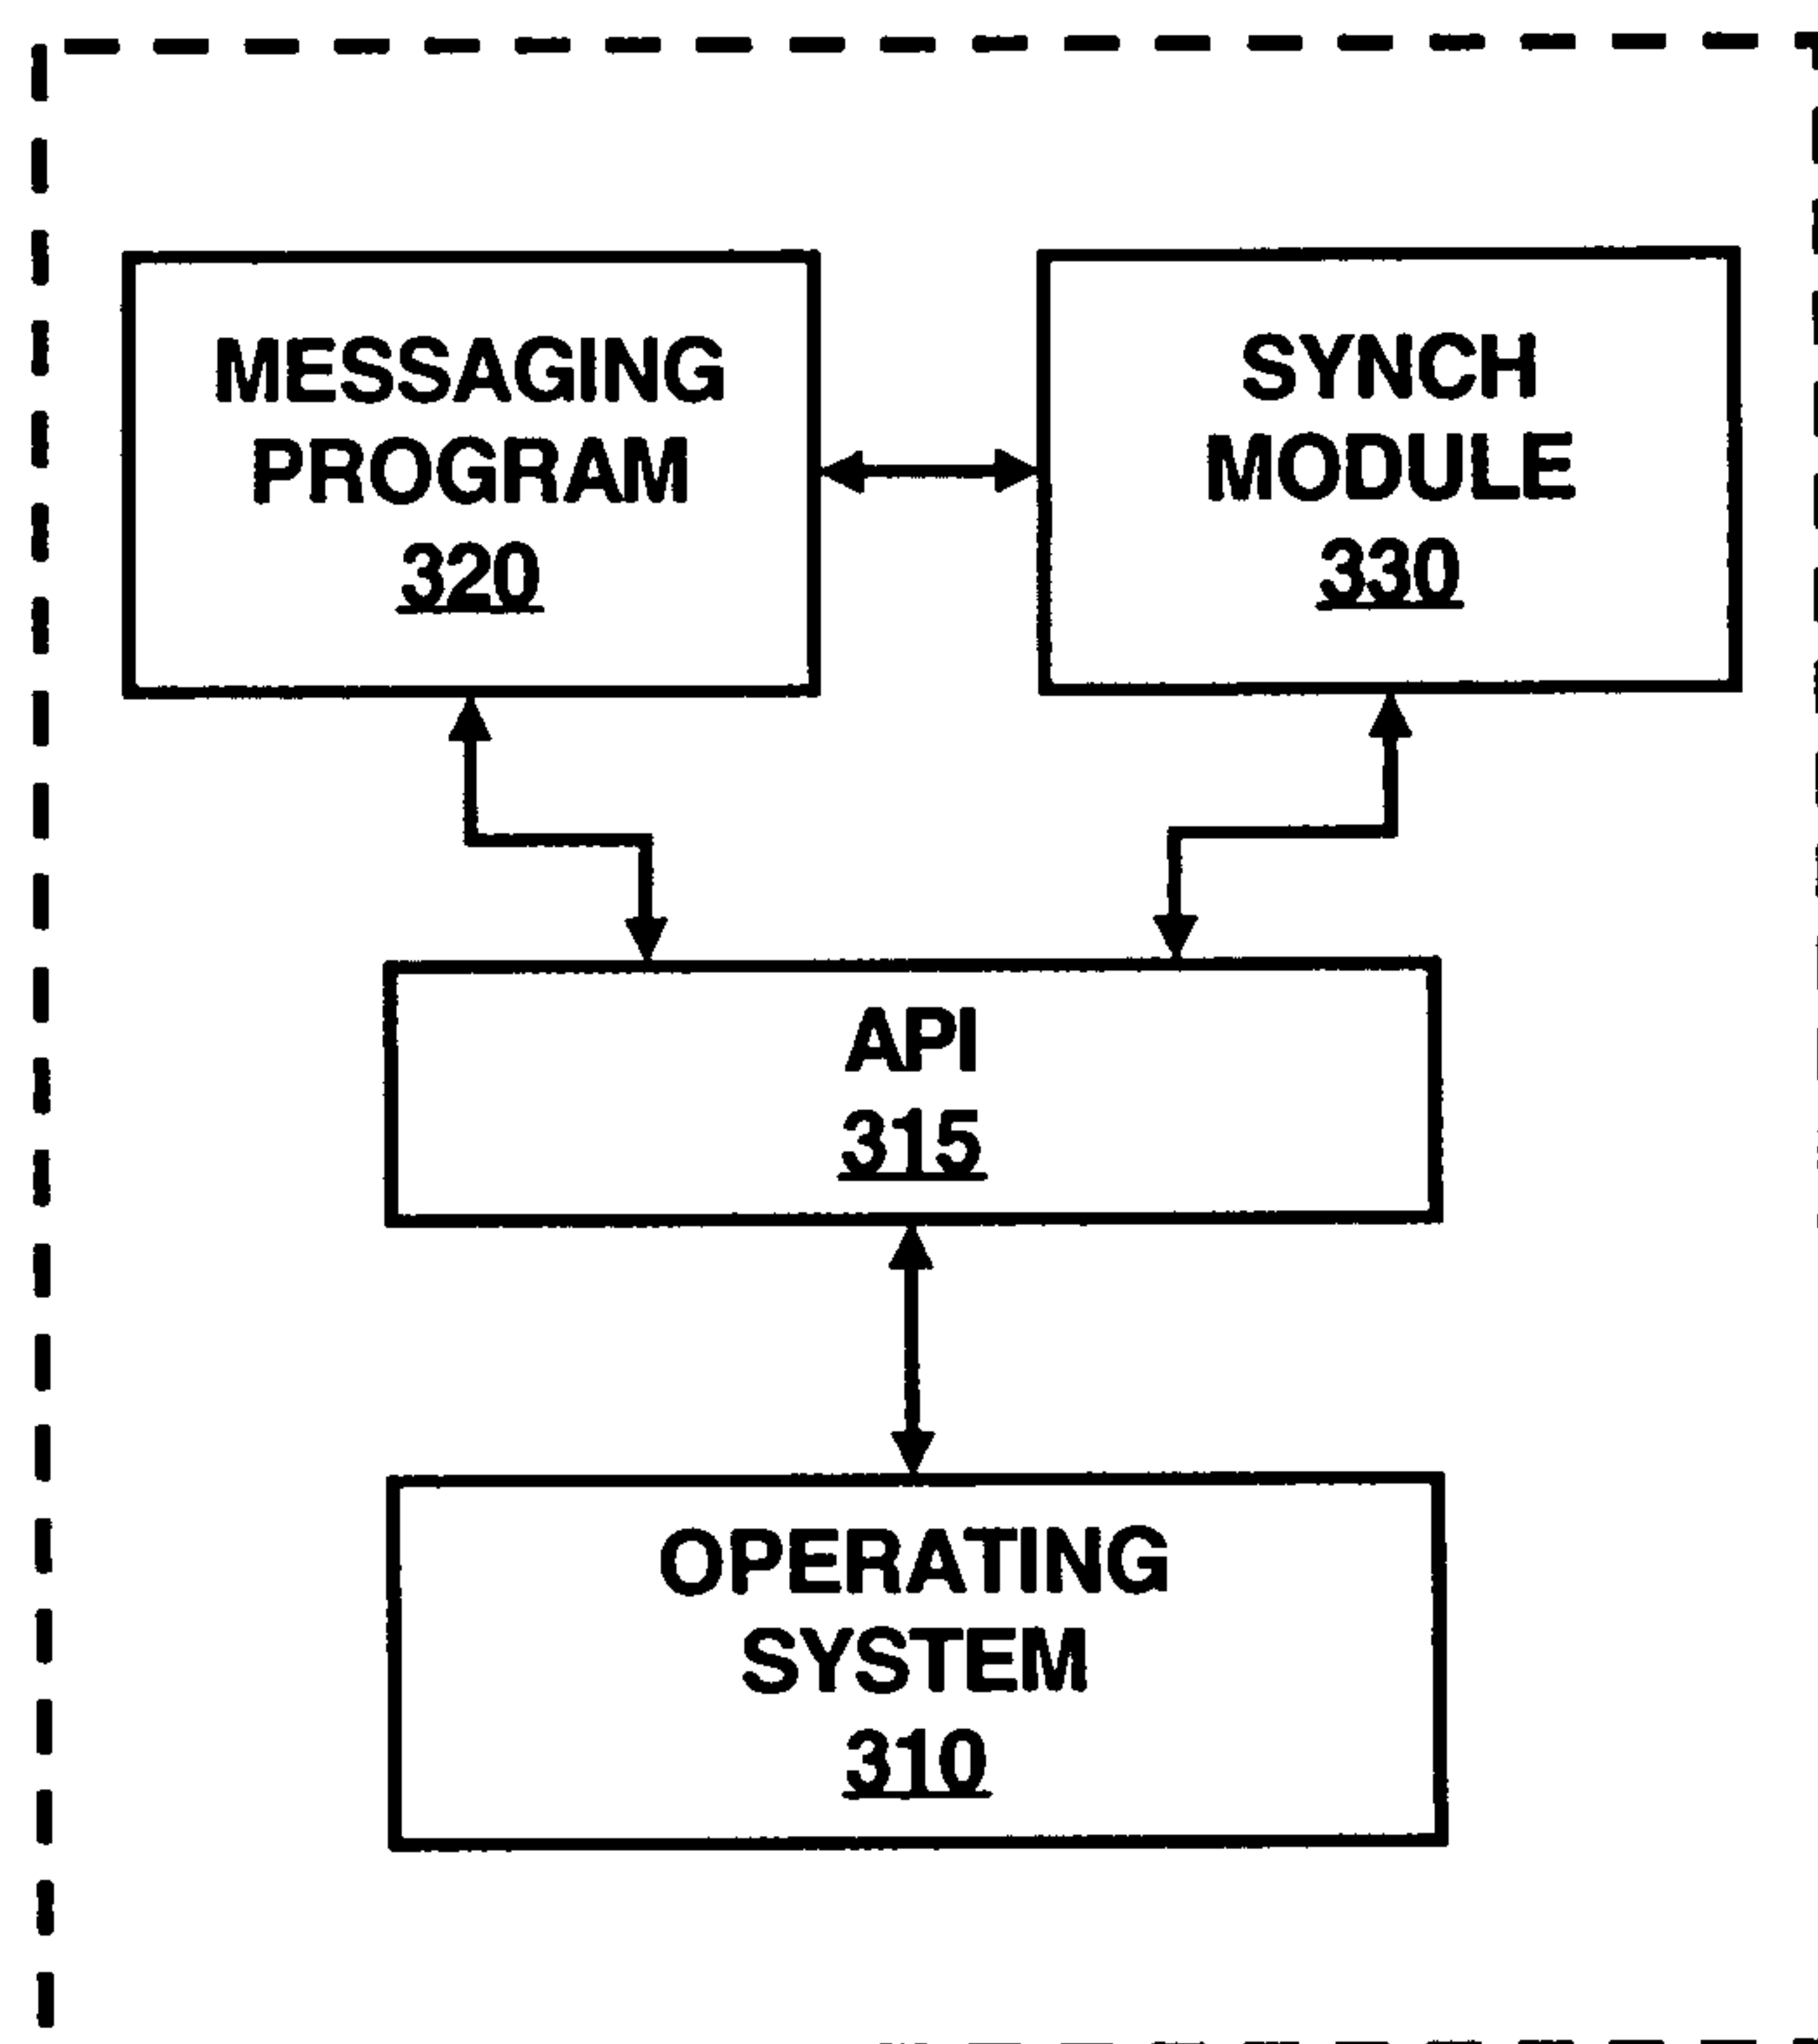 MESSAGING
PROGRAM
320
SYNCH
MODULE
330
API
315
OPERATING
SYSTEM
310